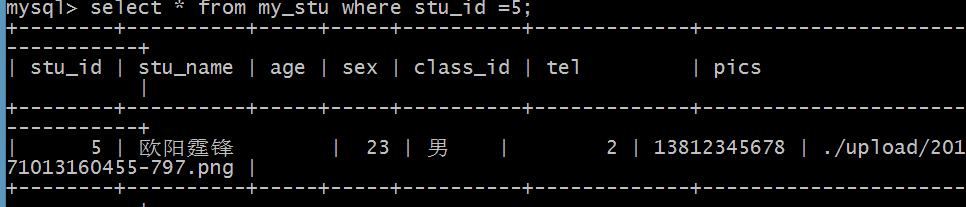 mysql> select * from my_stu where stu_id =5;
+--------+----------+-----+-----+----------+-------------+----------------------
-----------+
| stu_id | stu_name | age | sex | class_id | tel         | pics
           |
+--------+----------+-----+-----+----------+-------------+----------------------
-----------+
|      5 | 欧阳霆锋        |  23 | 男    |        2 | 13812345678 | ./upload/201
71013160455-797.png |
+--------+----------+-----+-----+----------+-------------+----------------------
-----------+